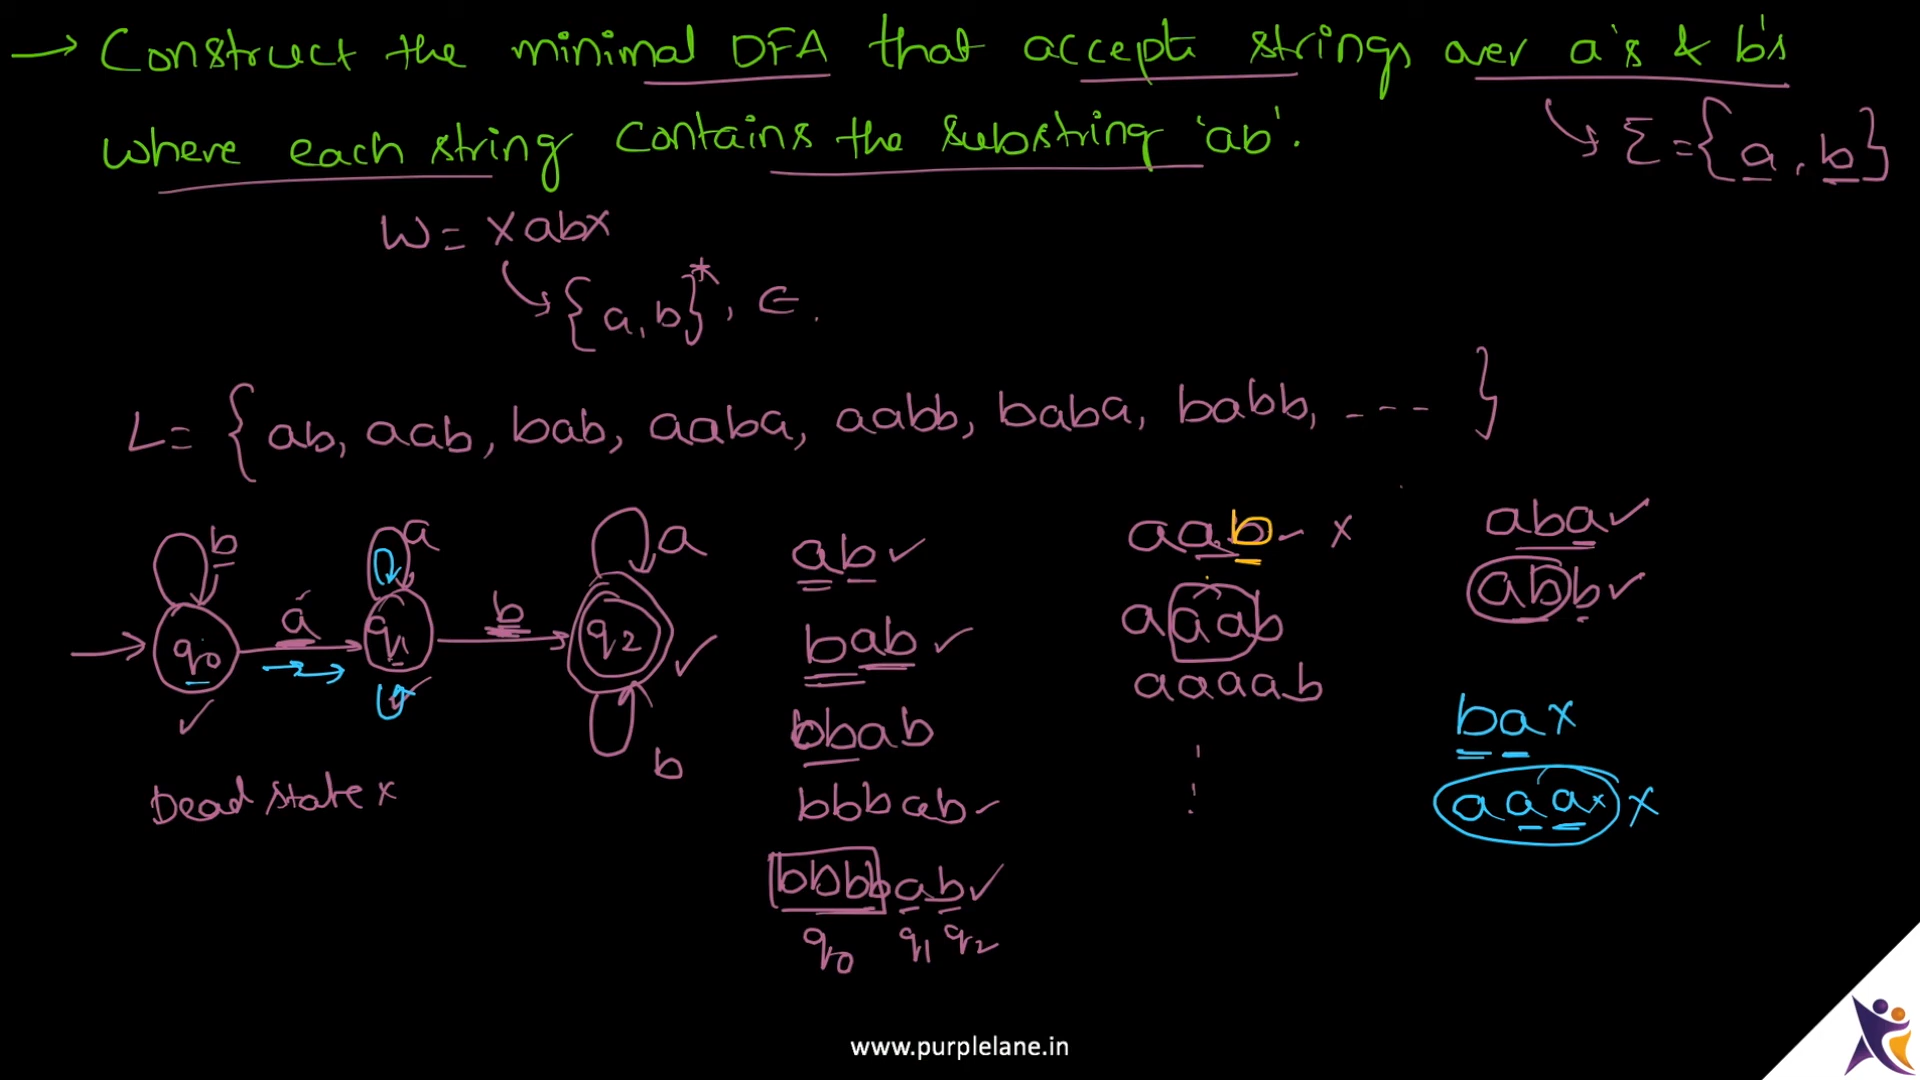 → Construct the minimal DFA that accepts strings over a's & b's
where each string contains the substring 'ab'.
Σ = {a, b}
W = xabx
{a, b}*, ∈.
L = { ab, aab, bab, aaba, aabb, baba, babb, ---- }
b
a
a
q0
a
q1
b
q2
b
Dead state x
ab ✓
bab ✓
bbab
bbbab ✓
bbbbab ✓
q0 q1 q2
aab ✓ x
aaab
aaaab
aba ✓
abb ✓
bax
aaax x
www.purplelane.in